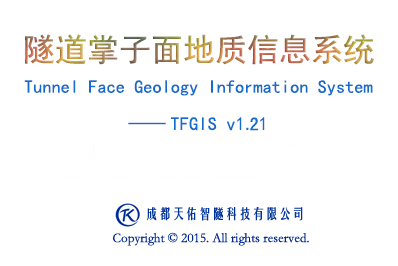 隧道掌子面地质信息系统
Tunnel Face Geology Information System
——TFGIS v1.21
成都天佑智隧科技有限公司
Copyright © 2015. All rights reserved.